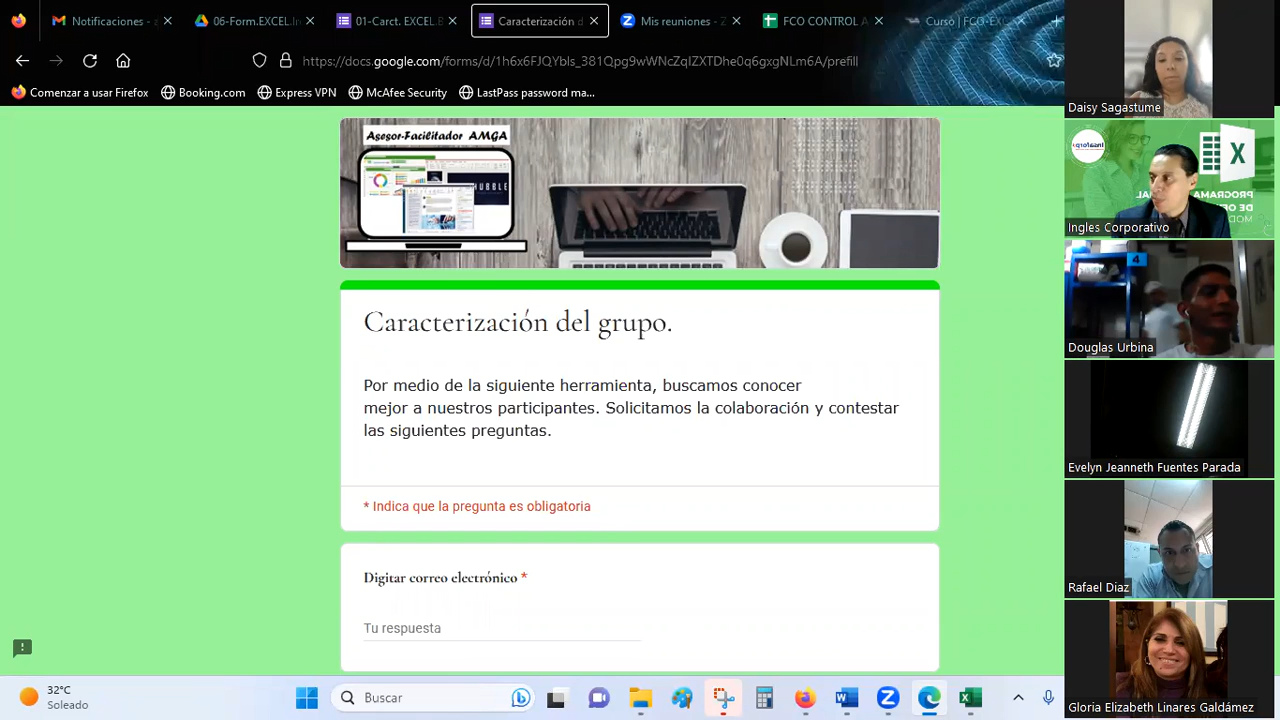 Notificaciones - a
06-Form.EXCEL.In
01-Carct. EXCEL.B
Caracterización d
Mis reuniones - Z
FCO CONTROL A
Curso | FCO-EXC
https://docs.google.com/forms/d/1h6x6FJQYbls_381Qpg9wWNcZqIZXTDhe0q6gxgNLm6A/prefill
Comenzar a usar Firefox
Booking.com
Express VPN
McAfee Security
LastPass password ma...
Asesor-Facilitador AMGA
Caracterización del grupo.
Por medio de la siguiente herramienta, buscamos conocer
mejor a nuestros participantes. Solicitamos la colaboración y contestar
las siguientes preguntas.
* Indica que la pregunta es obligatoria
Digitar correo electrónico *
Tu respuesta
Daisy Sagastume
Insaforp
X
PROGRAMA
Ingles Corporativo
4
Douglas Urbina
Evelyn Jeanneth Fuentes Parada
Rafael Diaz
Gloria Elizabeth Linares Galdámez
32°C
Soleado
Buscar